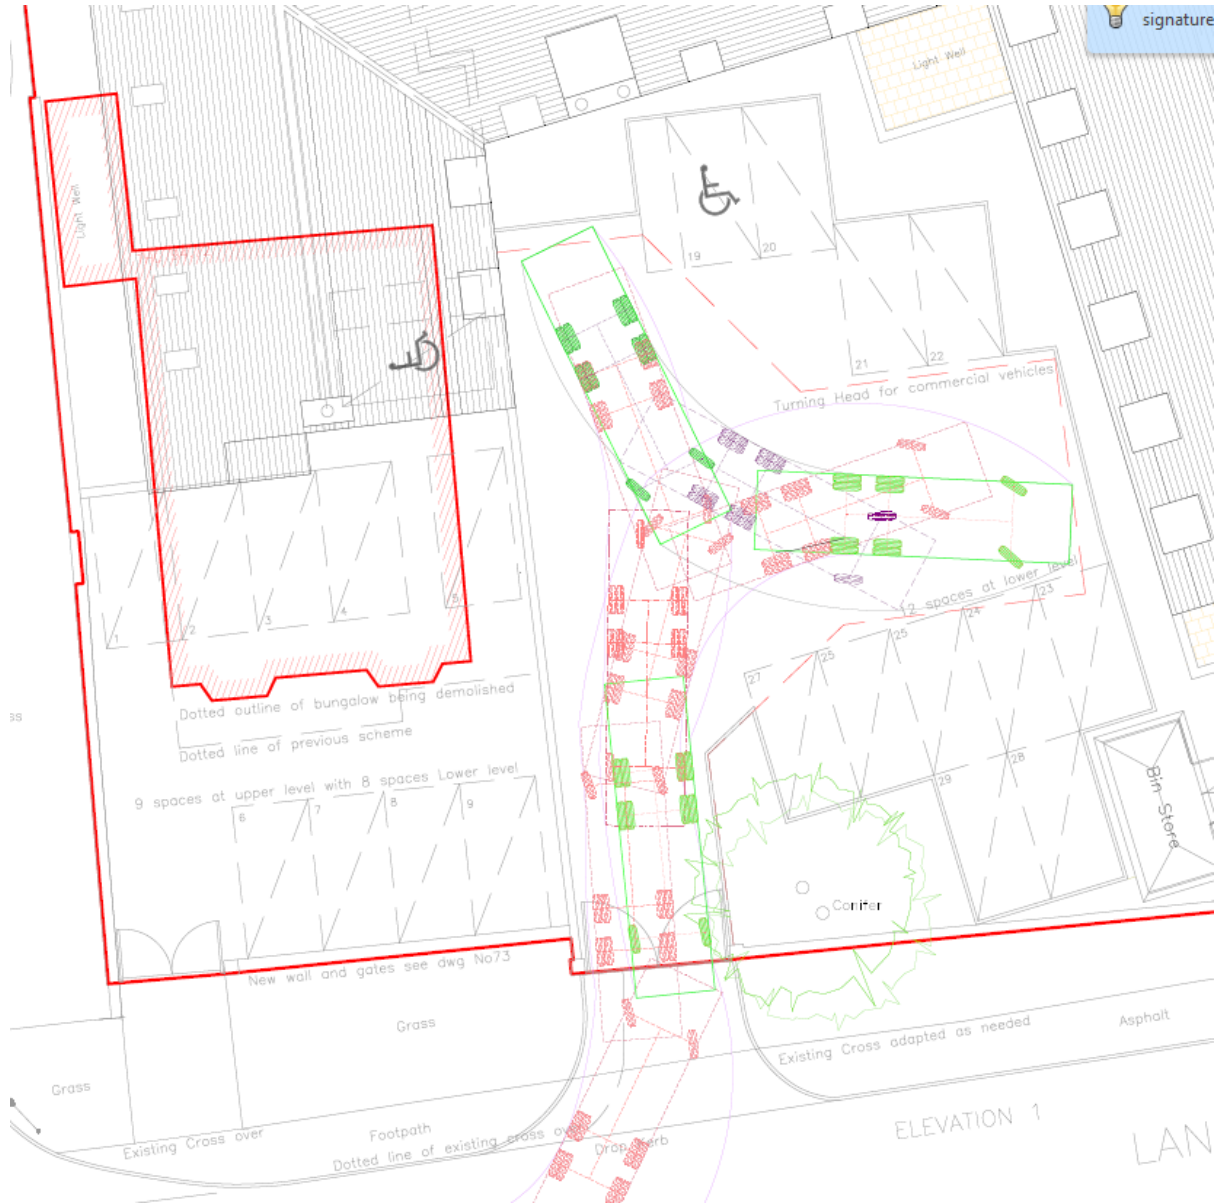 signature
Light Well
Light Well
19
20
21
22
Turning Head for commercial vehicles
12 spaces at lower level
1
2
3
4
5
23
24
25
25
27
28
29
Dotted outline of bungalow being demolished
Dotted line of previous scheme
9 spaces at upper level with 8 spaces Lower level
6
7
8
9
Bin Store
Conifer
New wall and gates see dwg No73
Grass
Grass
Existing Cross adapted as needed
Asphalt
Existing Cross over
Footpath
Dotted line of existing cross
Drop
ELEVATION 1
LAN
ss